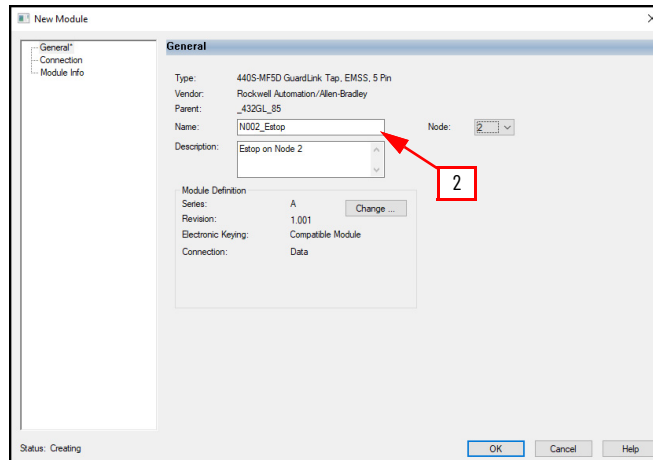 New Module
General*
Connection
Module Info
General
Type: 440S-MF5D GuardLink Tap, EMSS, 5 Pin
Vendor: Rockwell Automation/Allen-Bradley
Parent: _432GL_85
Name: N002_Estop Node: 2
Description: Estop on Node 2
2
Module Definition
Series: A Change ...
Revision: 1.001
Electronic Keying: Compatible Module
Connection: Data
Status: Creating OK Cancel Help